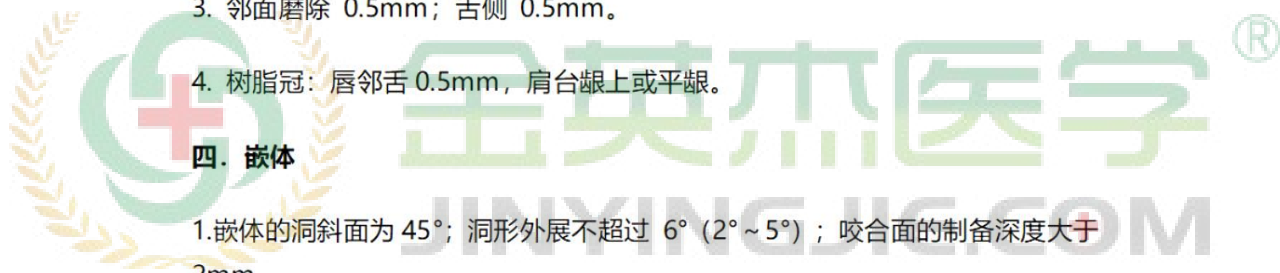 3. 邻面磨除 0.5mm；舌侧 0.5mm。
4. 树脂冠：唇邻舌 0.5mm，肩台龈上或平龈。
四．嵌体
1.嵌体的洞斜面为 45°；洞形外展不超过 6°（2°～5°）；咬合面的制备深度大于
金英杰医学®
JINYINGJIE.COM